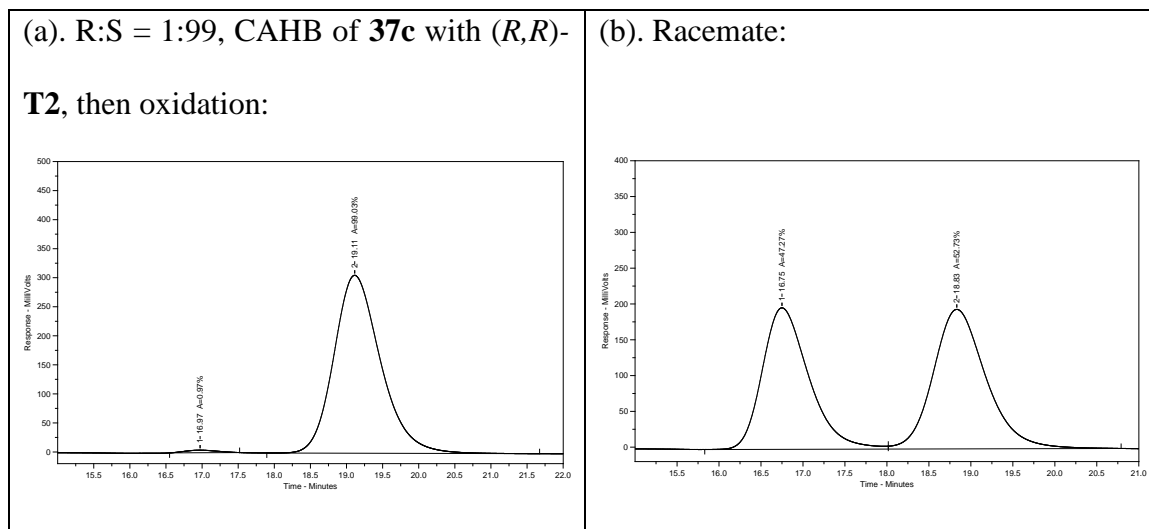 (a). R:S = 1:99, CAHB of 37c with (R,R)-
T2, then oxidation:
500
450
400
350
300
250
200
150
100
50
0
Response - MilliVolts
1- 16.97 A=0.97%
2- 19.11 A=99.03%
15.5 16.0 16.5 17.0 17.5 18.0 18.5 19.0 19.5 20.0 20.5 21.0 21.5 22.0
Time - Minutes
(b). Racemate:
400
350
300
250
200
150
100
50
0
Response - MilliVolts
1- 16.75 A=47.27%
2- 18.83 A=52.73%
15.5 16.0 16.5 17.0 17.5 18.0 18.5 19.0 19.5 20.0 20.5 21.0
Time - Minutes